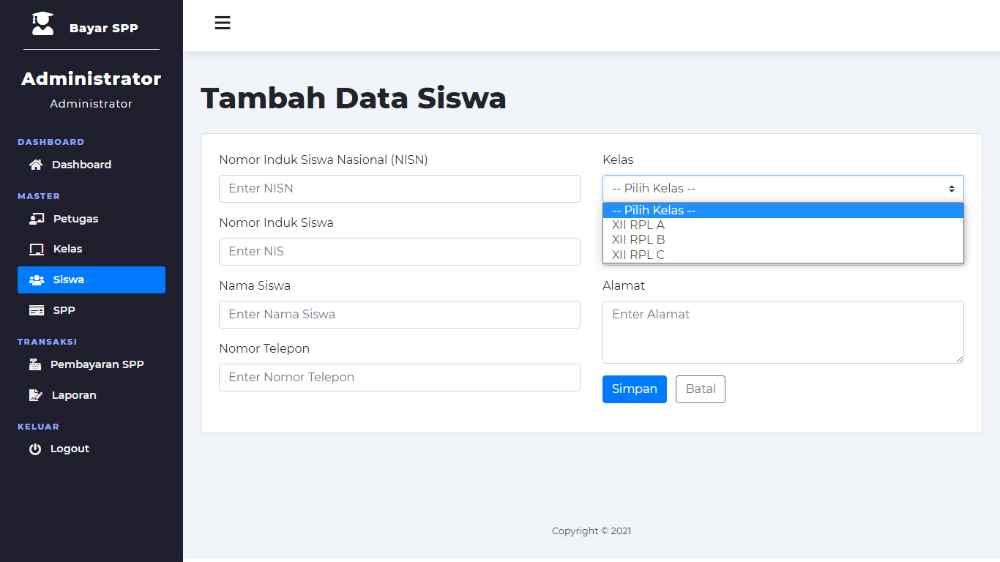 Bayar SPP
Administrator
Administrator
DASHBOARD
Dashboard
MASTER
Petugas
Kelas
Siswa
SPP
TRANSAKSI
Pembayaran SPP
Laporan
KELUAR
Logout
Tambah Data Siswa
Nomor Induk Siswa Nasional (NISN)
Enter NISN
Nomor Induk Siswa
Enter NIS
Nama Siswa
Enter Nama Siswa
Nomor Telepon
Enter Nomor Telepon
Kelas
-- Pilih Kelas --
-- Pilih Kelas --
XII RPL A
XII RPL B
XII RPL C
Alamat
Enter Alamat
Simpan
Batal
Copyright © 2021